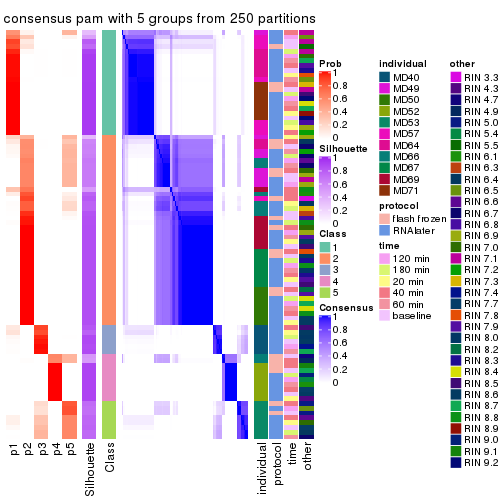 consensus pam with 5 groups from 250 partitions
Prob
1
0.8
0.6
0.4
0.2
0
Silhouette
1
0.8
0.6
0.4
0.2
0
Class
1
2
3
4
5
Consensus
1
0.8
0.6
0.4
0.2
0
individual
MD40
MD49
MD50
MD52
MD53
MD57
MD64
MD66
MD67
MD69
MD71
protocol
flash frozen
RNAlater
time
120 min
180 min
20 min
40 min
60 min
baseline
other
RIN 3.3
RIN 4.3
RIN 4.7
RIN 4.9
RIN 5.0
RIN 5.4
RIN 5.5
RIN 6.1
RIN 6.3
RIN 6.4
RIN 6.5
RIN 6.6
RIN 6.7
RIN 6.8
RIN 6.9
RIN 7.0
RIN 7.1
RIN 7.2
RIN 7.3
RIN 7.4
RIN 7.7
RIN 7.8
RIN 7.9
RIN 8.0
RIN 8.2
RIN 8.3
RIN 8.4
RIN 8.5
RIN 8.6
RIN 8.7
RIN 8.8
RIN 8.9
RIN 9.0
RIN 9.1
RIN 9.2
p1
p2
p3
p4
p5
Silhouette
Class
individual
protocol
time
other